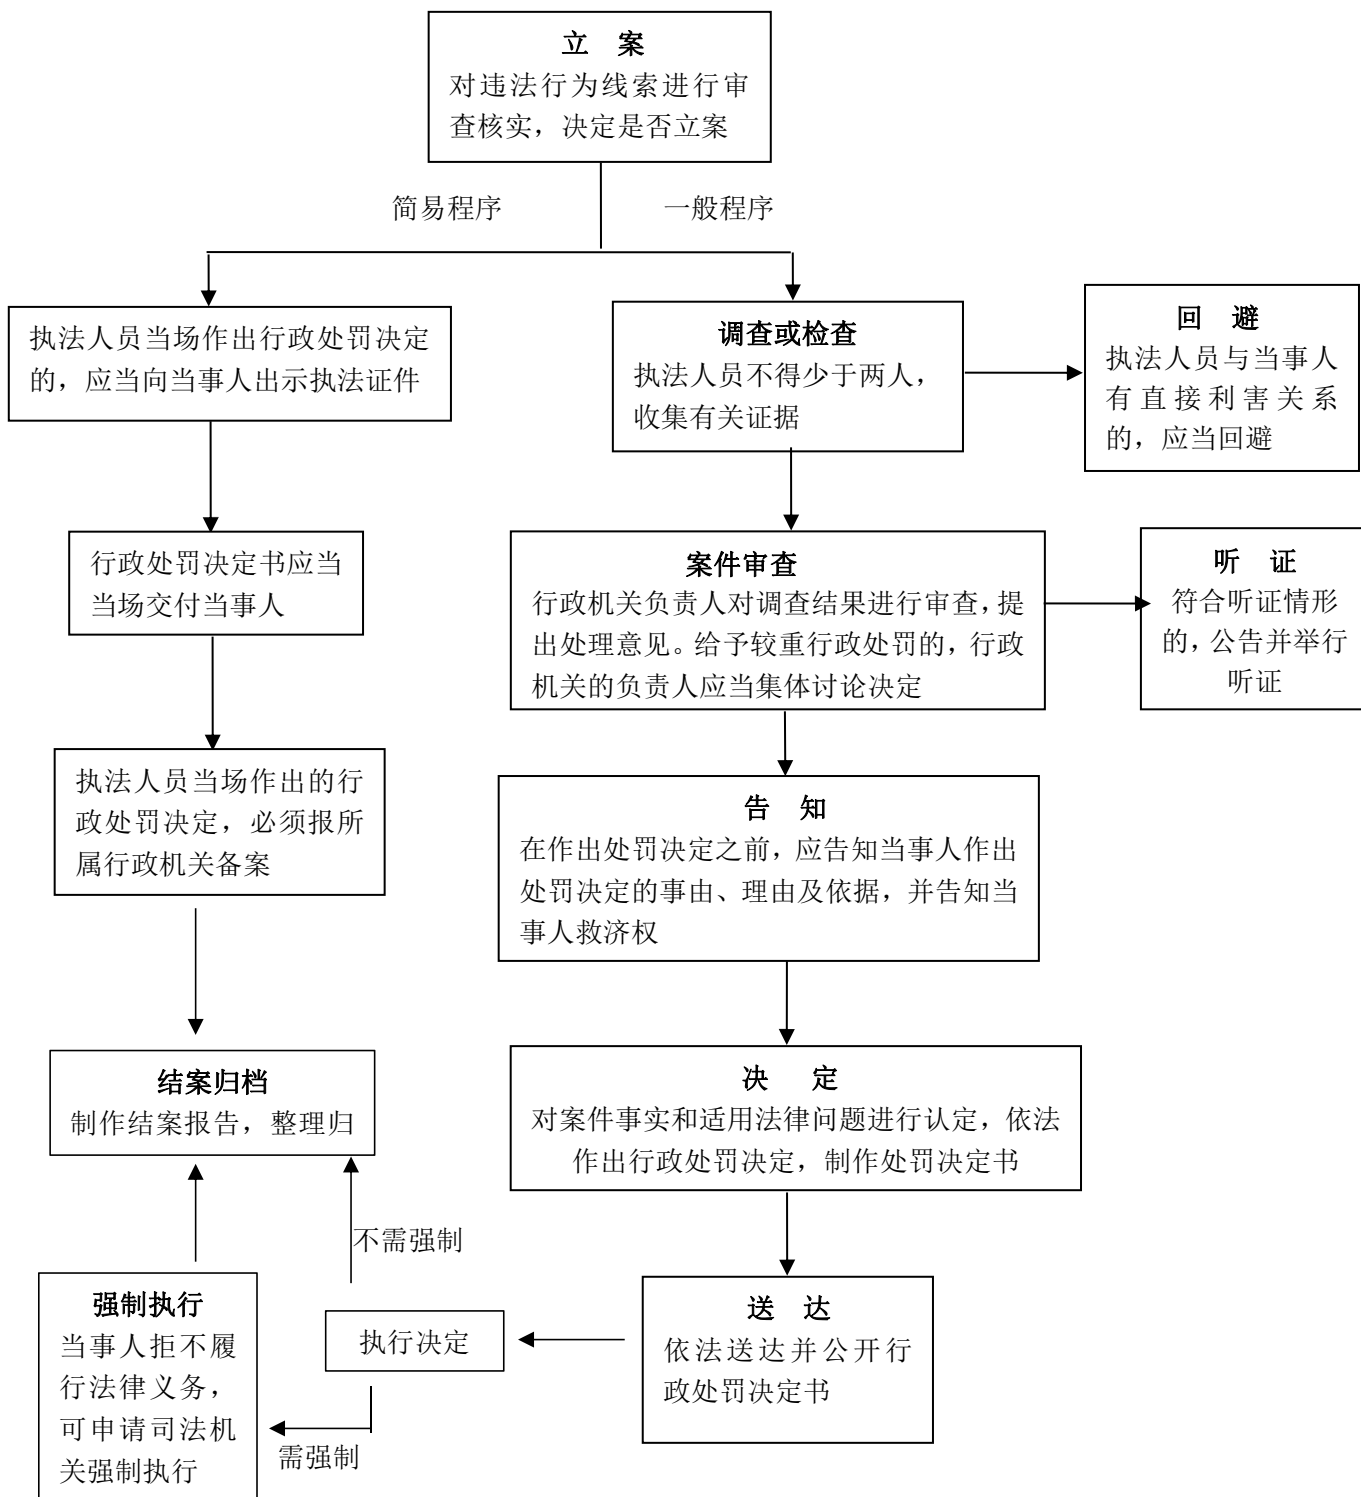 立 案
对违法行为线索进行审
查核实，决定是否立案
简易程序
一般程序
执法人员当场作出行政处罚决定
的，应当向当事人出示执法证件
调查或检查
执法人员不得少于两人，
收集有关证据
回 避
执法人员与当事人
有直接利害关系
的，应当回避
行政处罚决定书应当
当场交付当事人
案件审查
行政机关负责人对调查结果进行审查，提
出处理意见。给予较重行政处罚的，行政
机关的负责人应当集体讨论决定
听 证
符合听证情形
的，公告并举行
听证
执法人员当场作出的行
政处罚决定，必须报所
属行政机关备案
告 知
在作出处罚决定之前，应告知当事人作出
处罚决定的事由、理由及依据，并告知当
事人救济权
结案归档
制作结案报告，整理归
决 定
对案件事实和适用法律问题进行认定，依法
作出行政处罚决定，制作处罚决定书
不需强制
强制执行
当事人拒不履
行法律义务，
可申请司法机
关强制执行
执行决定
需强制
送 达
依法送达并公开行
政处罚决定书